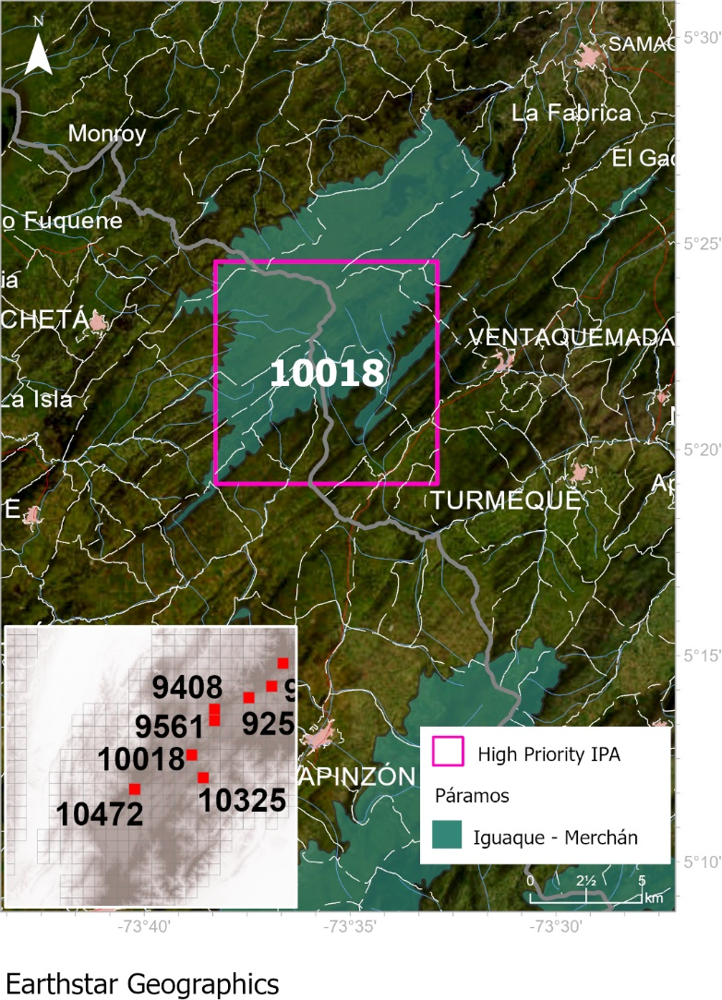 N
5°30'
SAMAC
La Fabrica
Monroy
El Gac
o Fuquene
5°25'
ia
CHETÁ
VENTAQUEMADA
10018
La Isla
5°20'
TURMEQUÉ
E
5°15'
9408
9561
925
10018
10325
10472
APINZÓN
High Priority IPA
Páramos
Iguaque - Merchán
5°10'
0 2½ 5
km
-73°40' -73°35' -73°30'
Earthstar Geographics